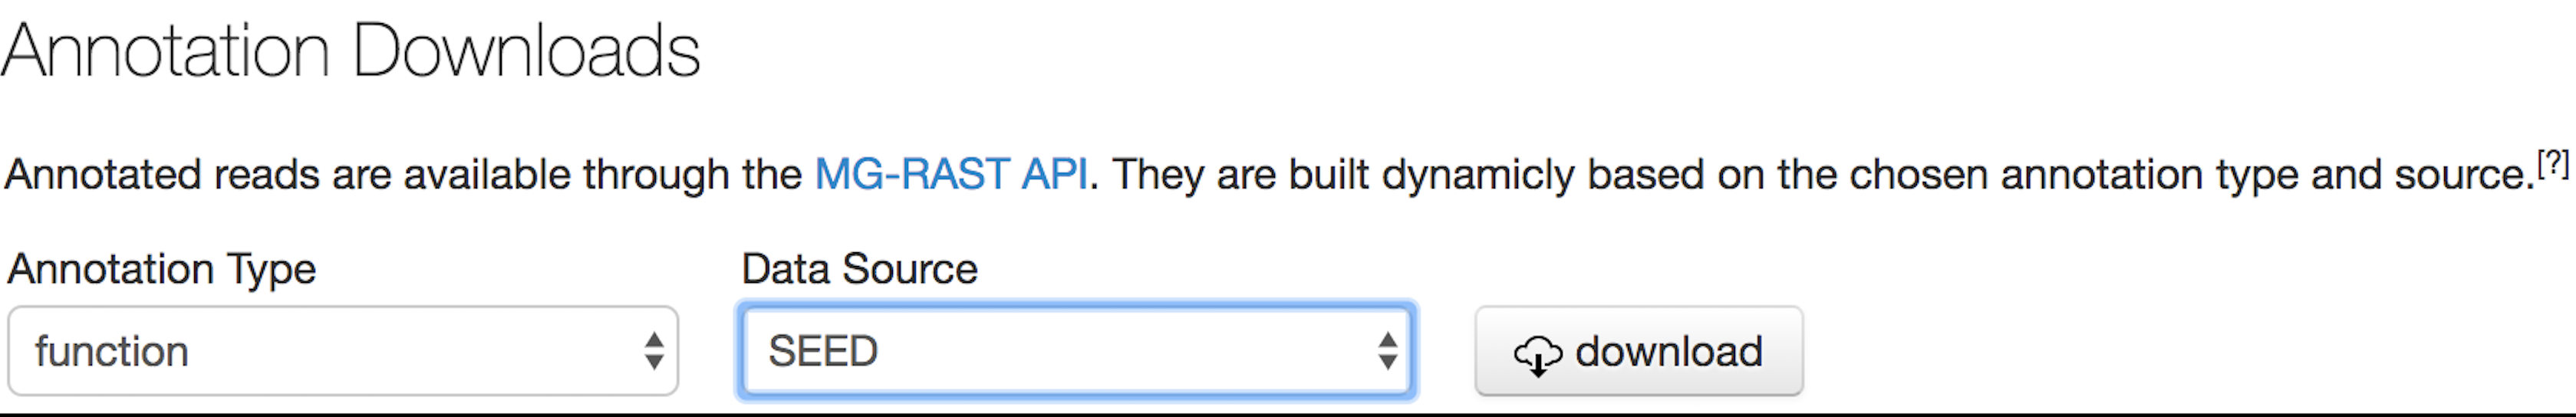 Annotation Downloads
Annotated reads are available through the MG-RAST API. They are built dynamicly based on the chosen annotation type and source.[?]
Annotation Type Data Source
function SEED download